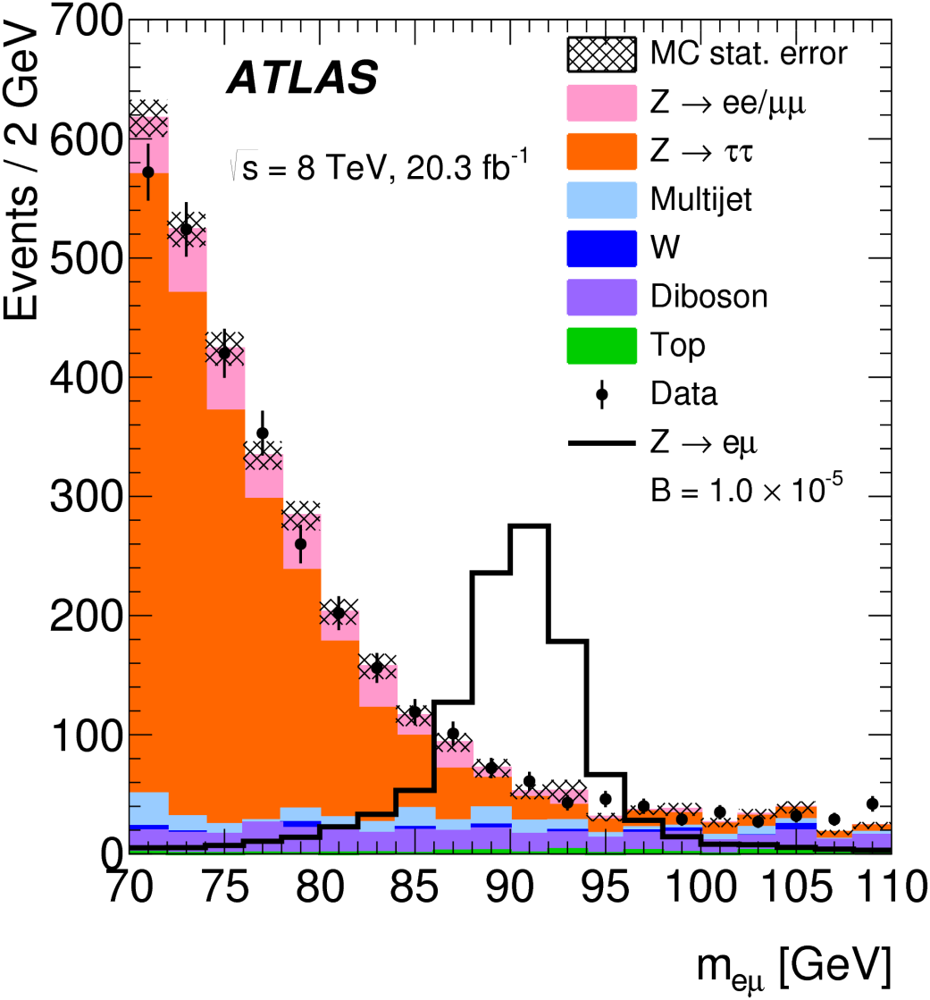 Events / 2 GeV
700
600
500
400
300
200
100
0
ATLAS
√s = 8 TeV, 20.3 fb⁻¹
MC stat. error
Z → ee/μμ
Z → ττ
Multijet
W
Diboson
Top
Data
Z → eμ
B = 1.0 × 10⁻⁵
70 75 80 85 90 95 100 105 110
m_eμ [GeV]